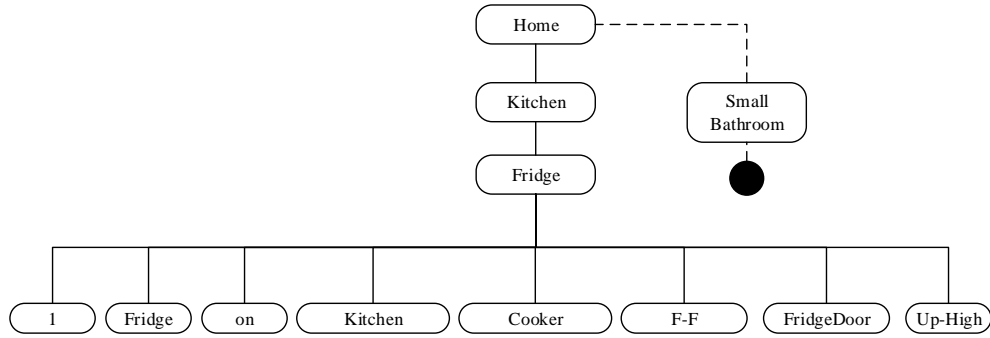 Home
Kitchen
Small
Bathroom
Fridge
1
Fridge
on
Kitchen
Cooker
F-F
FridgeDoor
Up-High